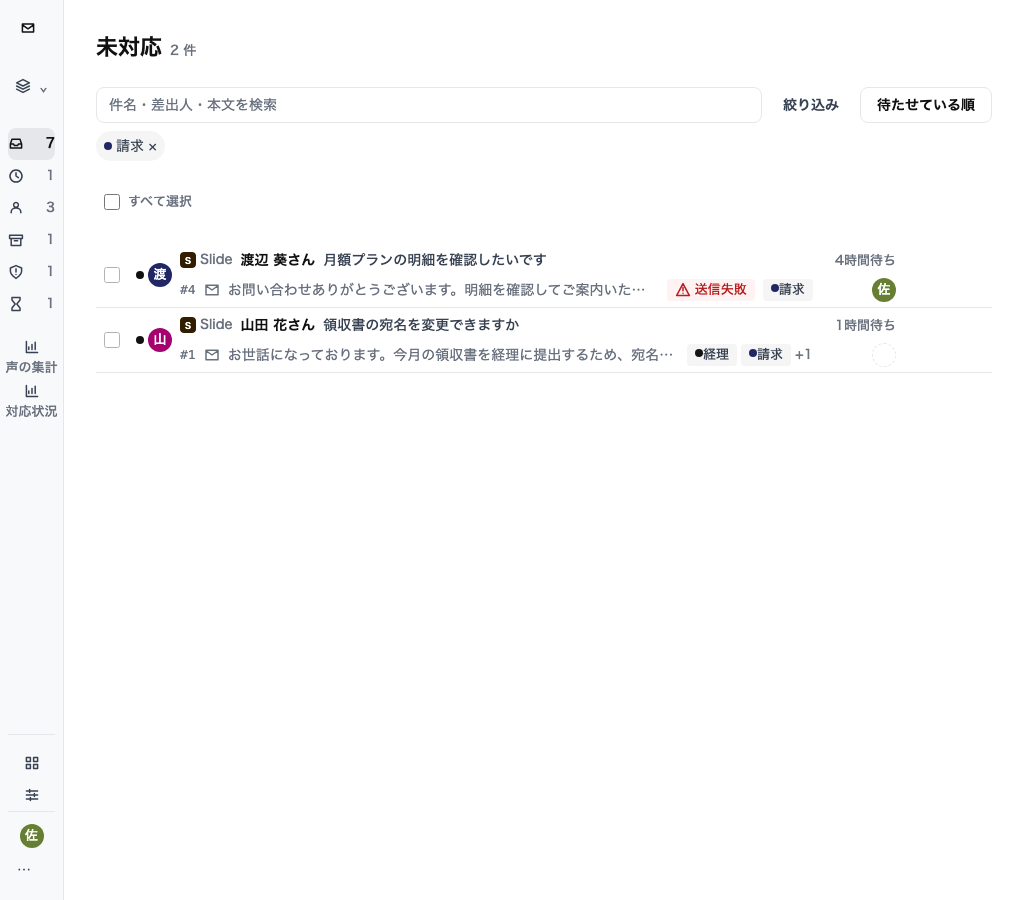 未対応 2 件
件名・差出人・本文を検索
絞り込み
待たせている順
請求 ×
すべて選択
7
1
3
1
1
1
声の集計
対応状況
渡
s Slide 渡辺 葵さん 月額プランの明細を確認したいです
4時間待ち
#4 お問い合わせありがとうございます。明細を確認してご案内いた…
送信失敗
請求
佐
山
s Slide 山田 花さん 領収書の宛名を変更できますか
1時間待ち
#1 お世話になっております。今月の領収書を経理に提出するため、宛名…
経理
請求 +1
佐
…